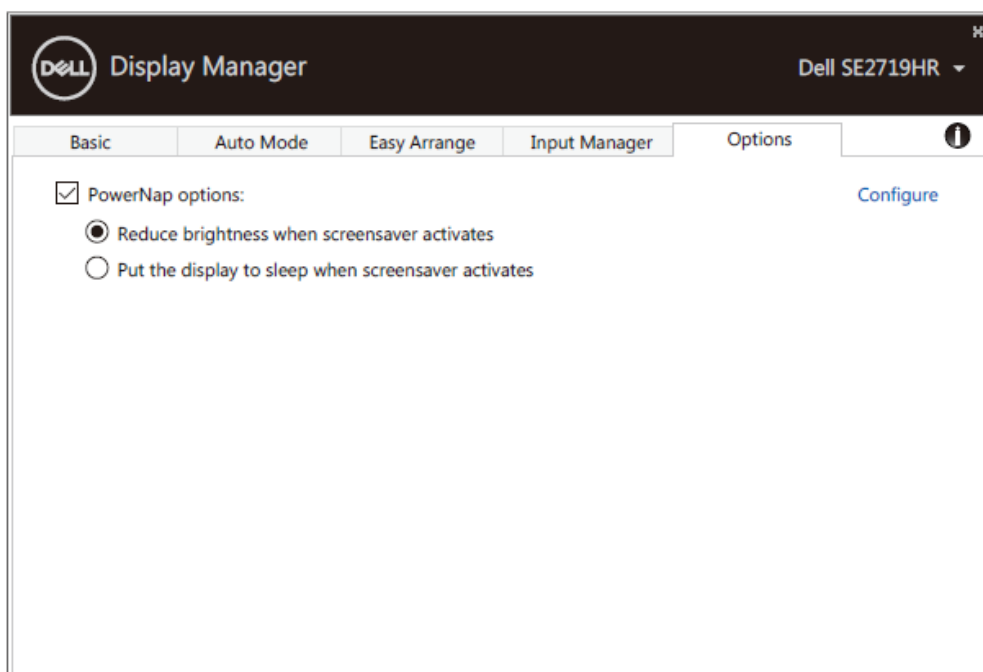 DELL Display Manager Dell SE2719HR
Basic Auto Mode Easy Arrange Input Manager Options
PowerNap options: Configure
Reduce brightness when screensaver activates
Put the display to sleep when screensaver activates